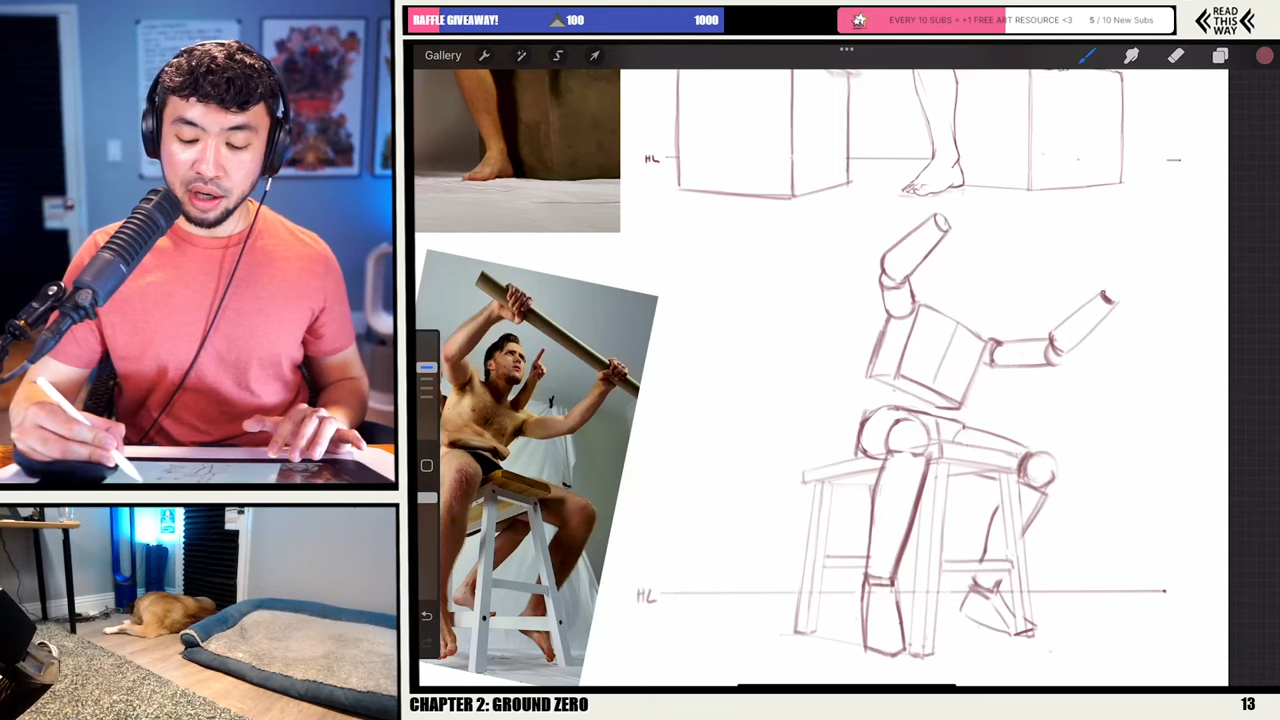 RAFFLE GIVEAWAY!
100
1000
EVERY 10 SUBS = +1 FREE ART RESOURCE <3
5 / 10 New Subs
READ
THIS
WAY
Gallery
HL
HL
CHAPTER 2: GROUND ZERO
13